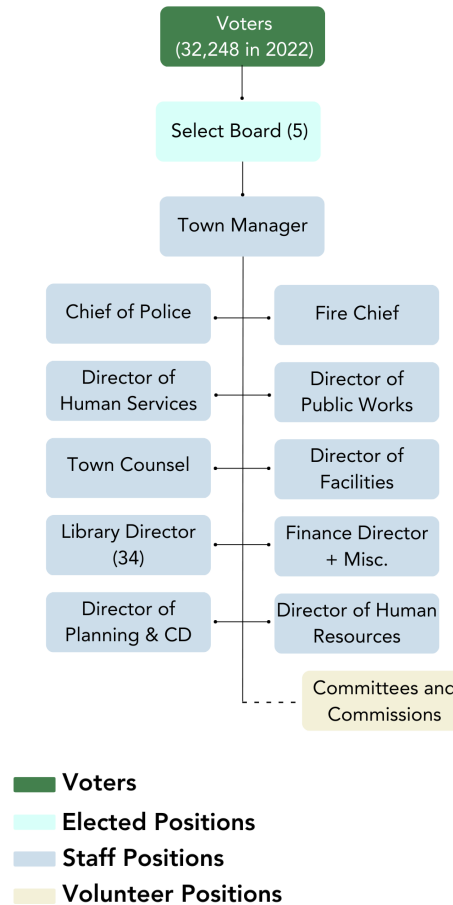 Voters
(32,248 in 2022)
Select Board (5)
Town Manager
Chief of Police
Fire Chief
Director of
Human Services
Director of
Public Works
Town Counsel
Director of
Facilities
Library Director
(34)
Finance Director
+ Misc.
Director of
Planning & CD
Director of Human
Resources
Committees and
Commissions
Voters
Elected Positions
Staff Positions
Volunteer Positions